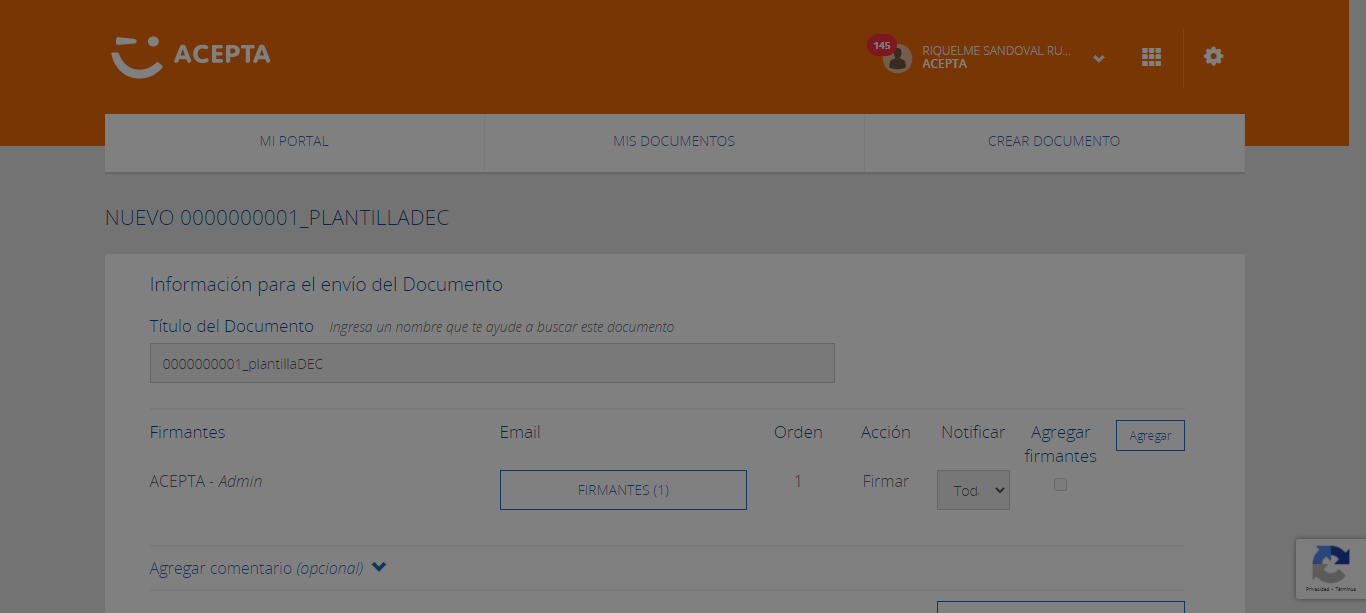 ACEPTA
145
RIQUELME SANDOVAL RU...
ACEPTA
MI PORTAL
MIS DOCUMENTOS
CREAR DOCUMENTO
NUEVO 0000000001_PLANTILLADEC
Información para el envío del Documento
Título del Documento Ingresa un nombre que te ayude a buscar este documento
0000000001_plantillaDEC
Firmantes Email Orden Acción Notificar Agregar firmantes Agregar
ACEPTA - Admin FIRMANTES (1) 1 Firmar Tod
Agregar comentario (opcional)
Privacidad - Términos